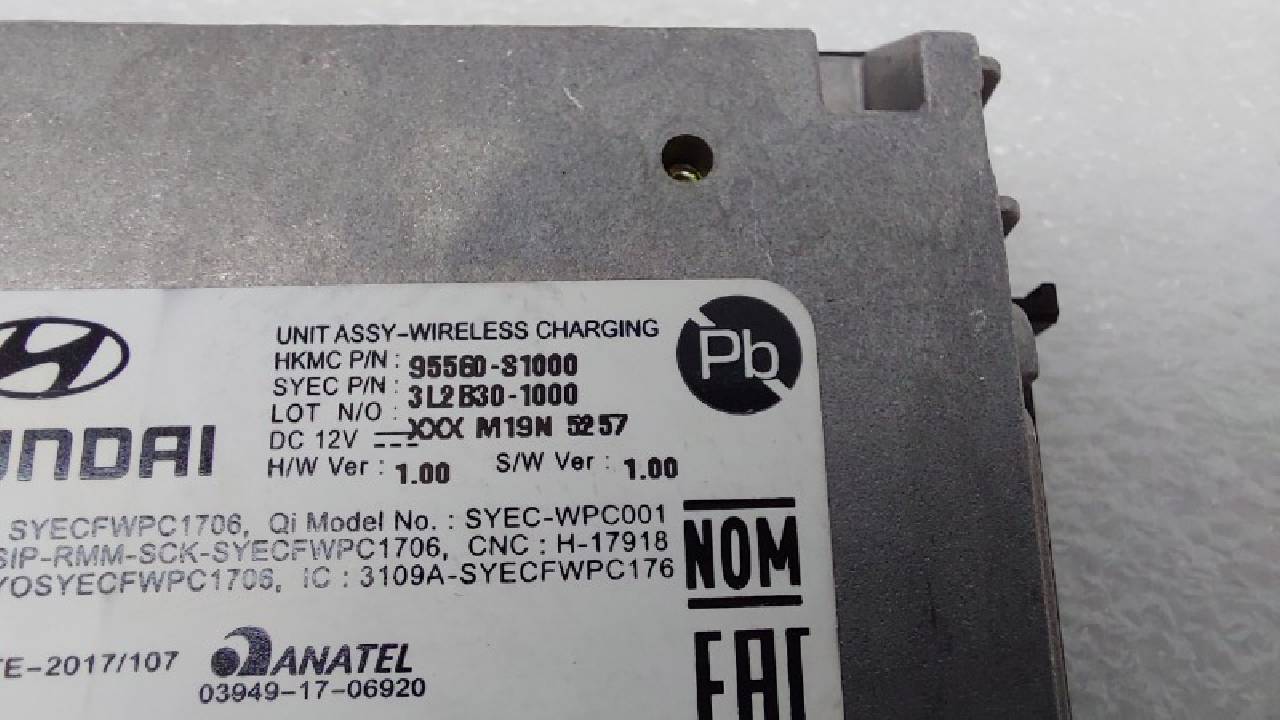 UNIT ASSY-WIRELESS CHARGING
HKMC P/N : 95560-S1000
SYEC P/N : 3L2B30-1000
LOT N/O : XXX M19N 5257
DC 12V
H/W Ver : 1.00 S/W Ver : 1.00
Pb
UNDAI
SYECFWPC1706, Qi Model No. : SYEC-WPC001
SIP-RMM-SCK-SYECFWPC1706, CNC : H-17918
YOSYECFWPC1706, IC : 3109A-SYECFWPC176
NOM
TE-2017/107
ANATEL
03949-17-06920
EAC